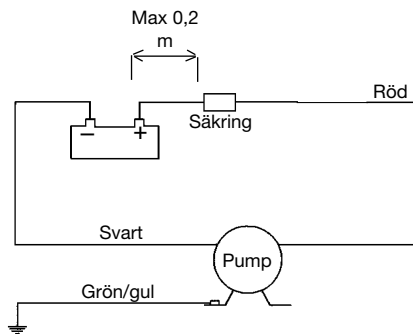 Max 0,2
m
Röd
− +
Säkring
Svart
Pump
Grön/gul